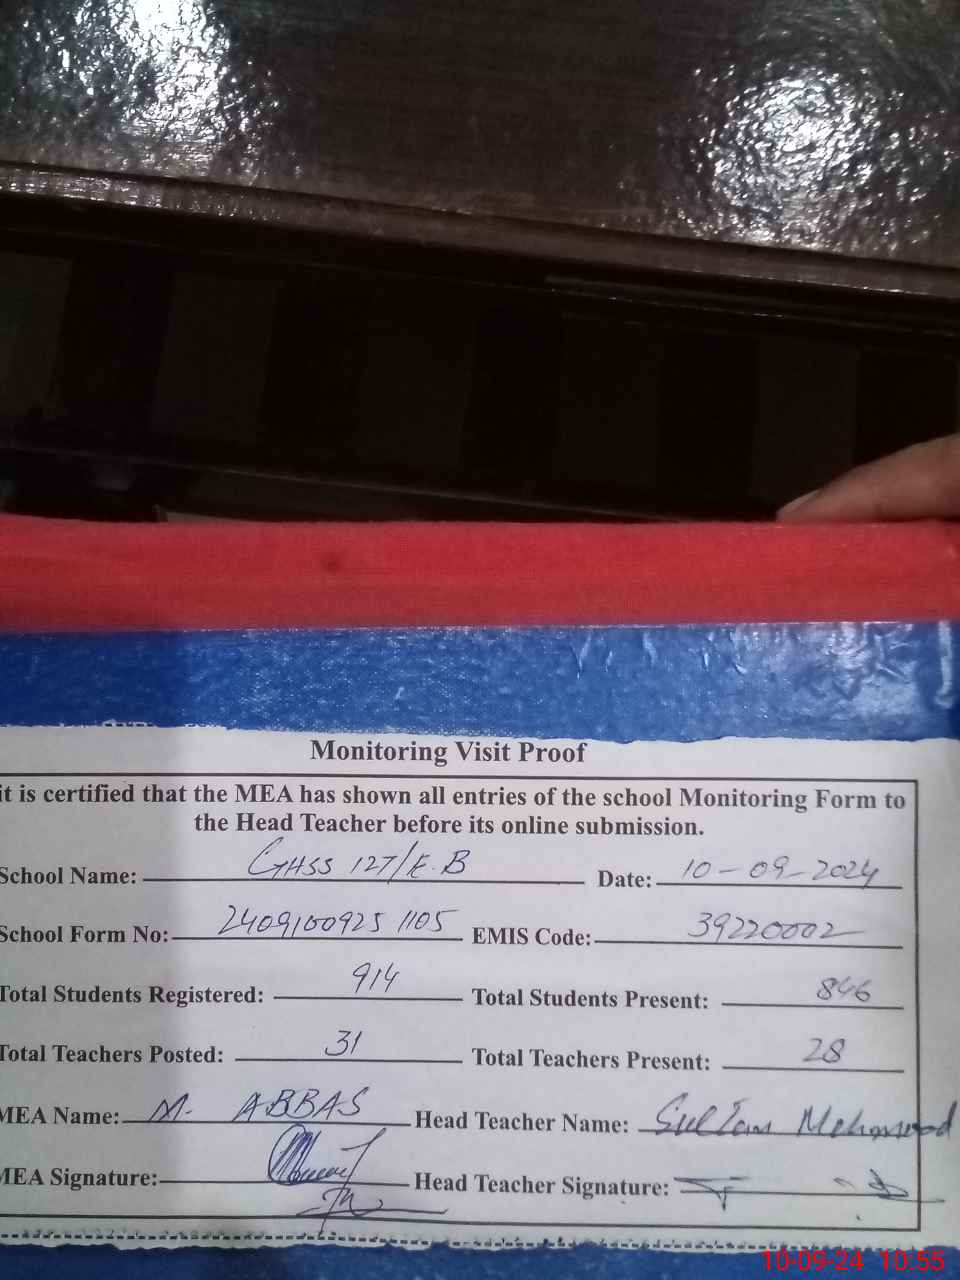 Monitoring Visit Proof
it is certified that the MEA has shown all entries of the school Monitoring Form to
the Head Teacher before its online submission.
School Name: GHSS 127/E.B Date: 10-09-2024
School Form No: 24091009251105 EMIS Code: 39220002
Total Students Registered: 914 Total Students Present: 846
Total Teachers Posted: 31 Total Teachers Present: 28
MEA Name: M. ABBAS Head Teacher Name: Sultan Mehmood
MEA Signature: Head Teacher Signature:
10-09-24 10:55